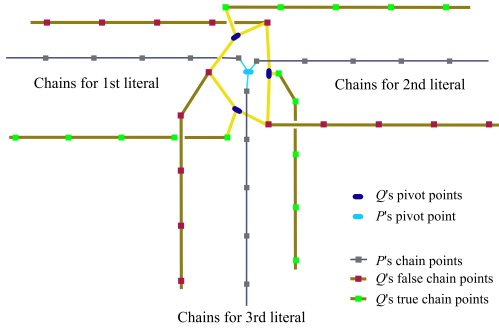 Chains for 1st literal
Chains for 2nd literal
Q's pivot points
P's pivot point
P's chain points
Q's false chain points
Q's true chain points
Chains for 3rd literal